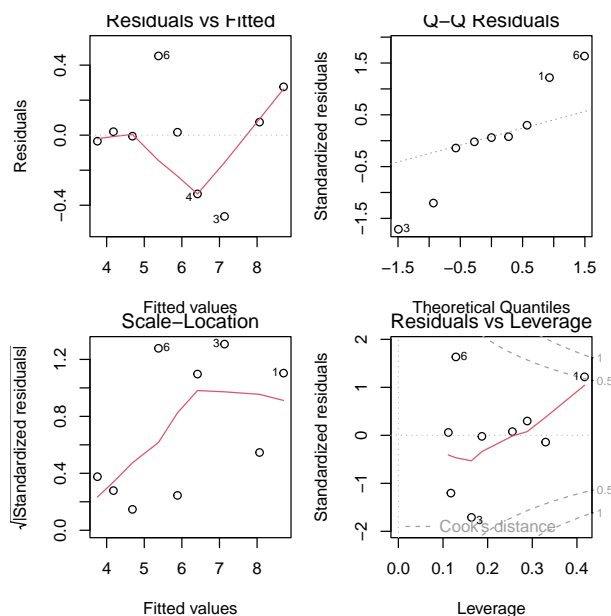 Residuals vs Fitted
Residuals
0.4
0.0
−0.4
6
4
3
4 5 6 7 8
Fitted values
Q−Q Residuals
Standardized residuals
1.5
0.5
−0.5
−1.5
6
1
3
−1.5 −0.5 0.5 1.5
Theoretical Quantiles
Scale−Location
√|Standardized residuals|
1.2
0.8
0.4
0.0
6
3
1
4 5 6 7 8
Fitted values
Residuals vs Leverage
Standardized residuals
2
1
0
−1
−2
6
1
3
1
0.5
0.5
1
Cook's distance
0.0 0.1 0.2 0.3 0.4
Leverage